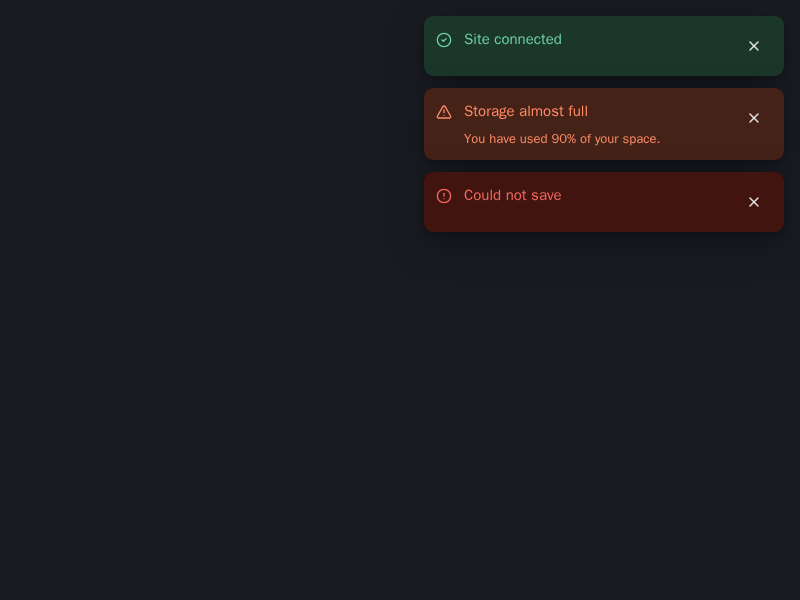 Site connected
Storage almost full
You have used 90% of your space.
Could not save